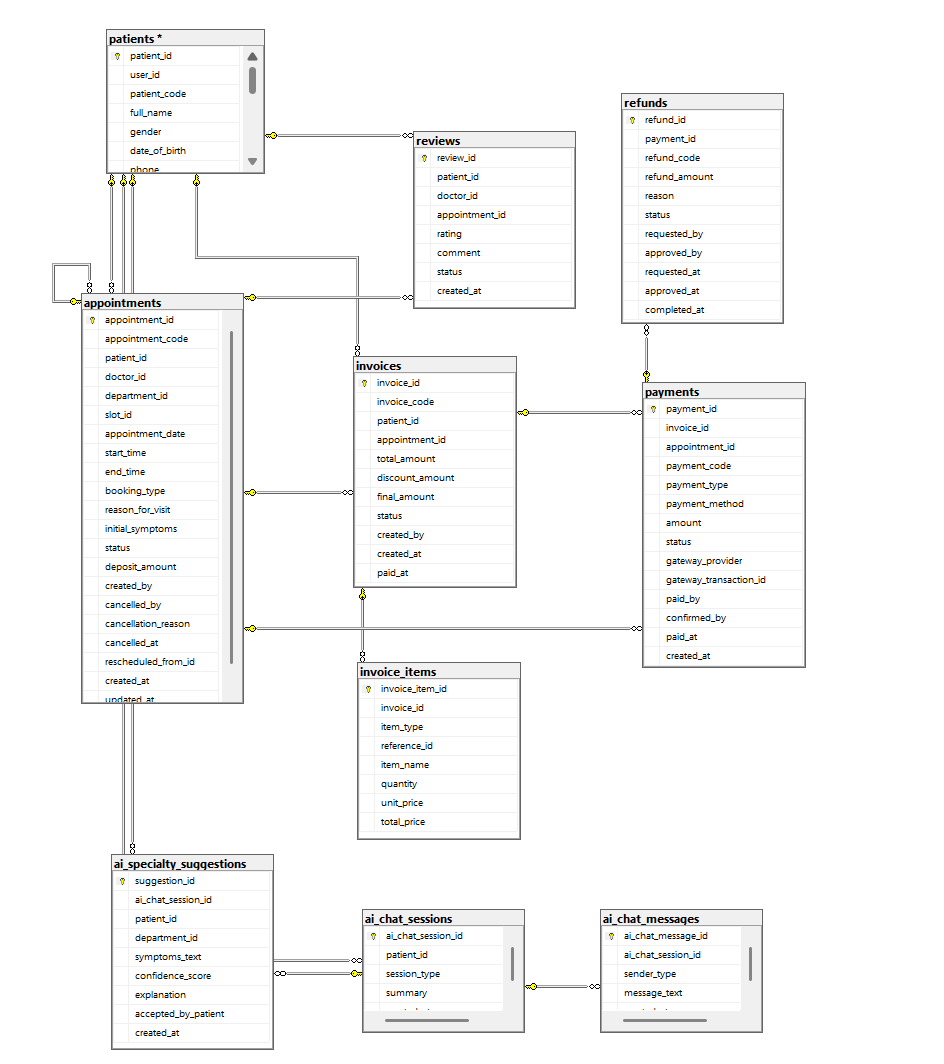 patients *
patient_id
user_id
patient_code
full_name
gender
date_of_birth
phone
reviews
review_id
patient_id
doctor_id
appointment_id
rating
comment
status
created_at
refunds
refund_id
payment_id
refund_code
refund_amount
reason
status
requested_by
approved_by
requested_at
approved_at
completed_at
appointments
appointment_id
appointment_code
patient_id
doctor_id
department_id
slot_id
appointment_date
start_time
end_time
booking_type
reason_for_visit
initial_symptoms
status
deposit_amount
created_by
cancelled_by
cancellation_reason
cancelled_at
rescheduled_from_id
created_at
updated_at
invoices
invoice_id
invoice_code
patient_id
appointment_id
total_amount
discount_amount
final_amount
status
created_by
created_at
paid_at
payments
payment_id
invoice_id
appointment_id
payment_code
payment_type
payment_method
amount
status
gateway_provider
gateway_transaction_id
paid_by
confirmed_by
paid_at
created_at
invoice_items
invoice_item_id
invoice_id
item_type
reference_id
item_name
quantity
unit_price
total_price
ai_specialty_suggestions
suggestion_id
ai_chat_session_id
patient_id
department_id
symptoms_text
confidence_score
explanation
accepted_by_patient
created_at
ai_chat_sessions
ai_chat_session_id
patient_id
session_type
summary
ai_chat_messages
ai_chat_message_id
ai_chat_session_id
sender_type
message_text